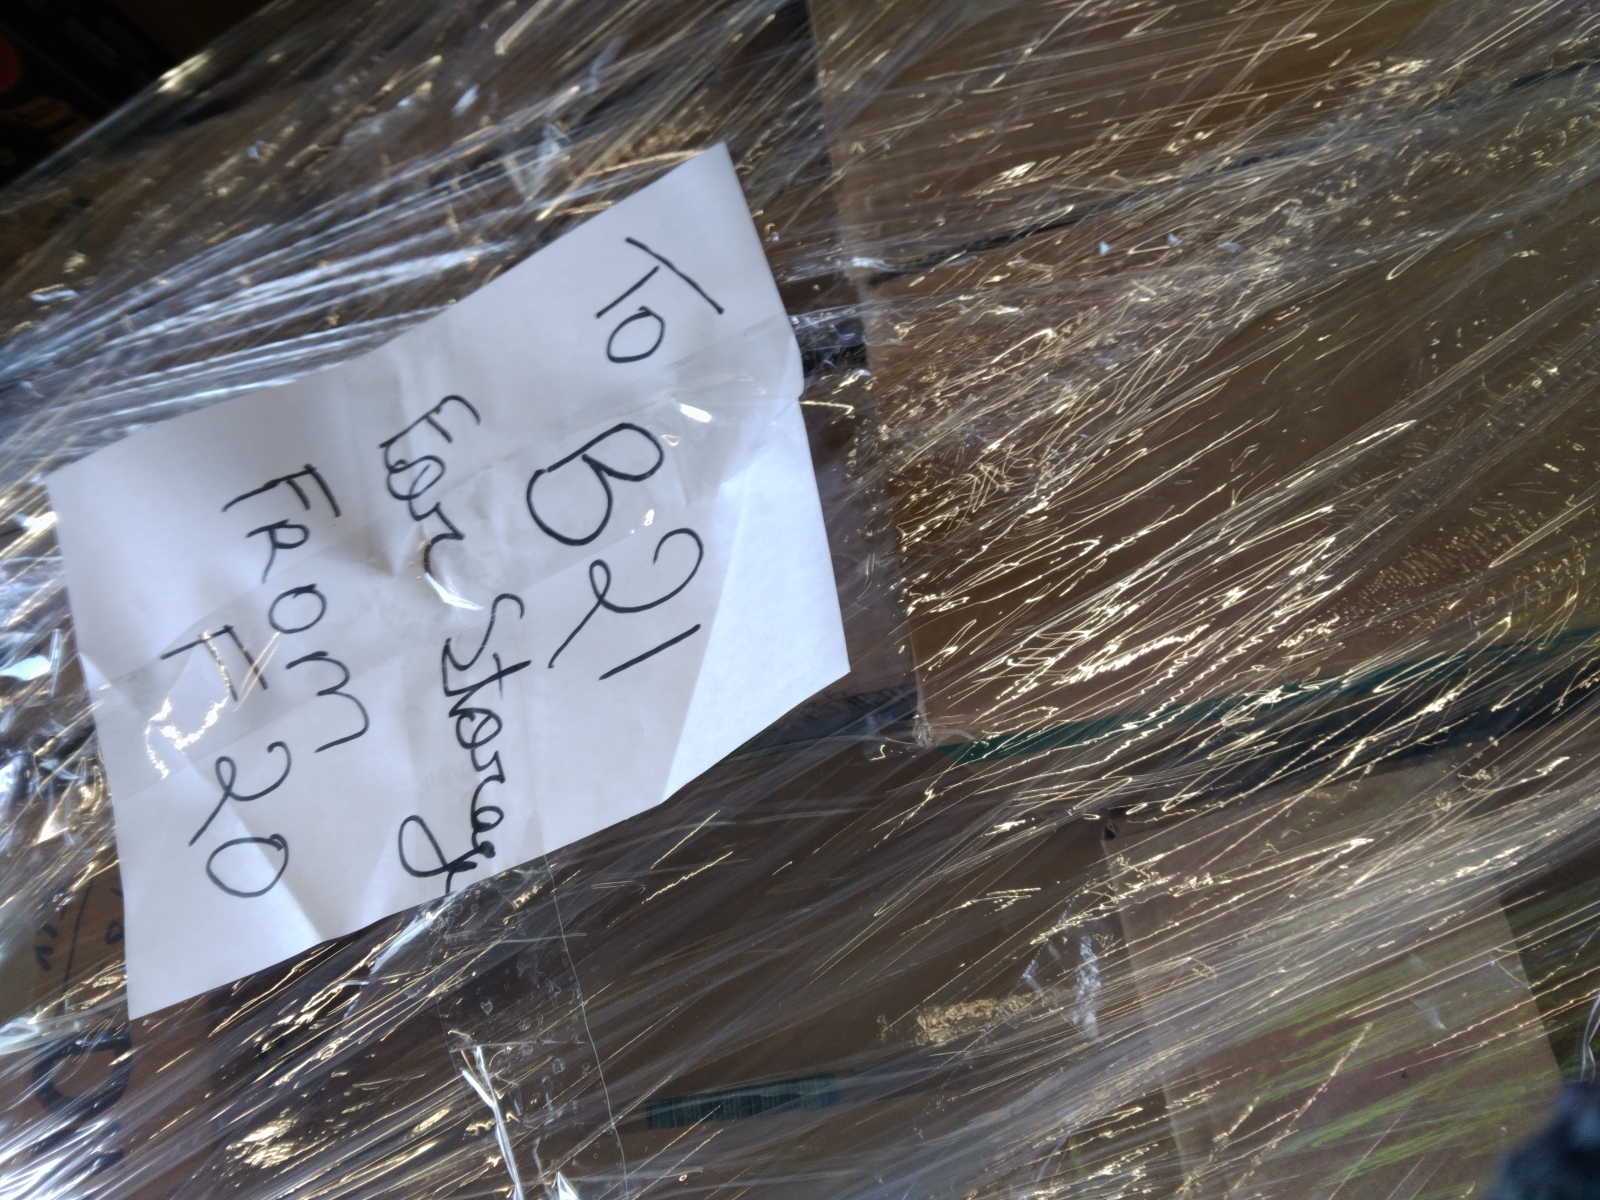 To B21
For Storage
From
F20